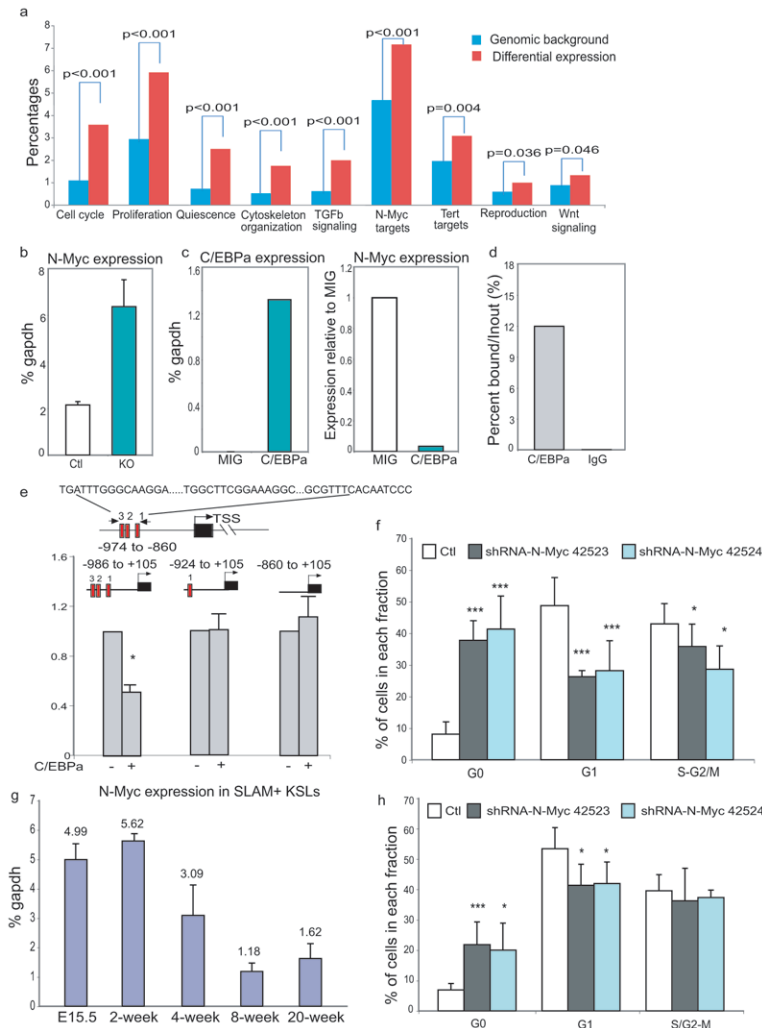 a
8
7
6
5
4
3
2
1
0
Percentages
p<0.001
p<0.001
p<0.001
p<0.001
p<0.001
p<0.001
p=0.004
p=0.036
p=0.046
Genomic background
Differential expression
Cell cycle
Proliferation
Quiescence
Cytoskeleton
organization
TGFb
signaling
N-Myc
targets
Tert
targets
Reproduction
Wnt
signaling
b
N-Myc expression
8
6
4
2
0
% gapdh
Ctl
KO
c
C/EBPa expression
1.6
1.2
0.8
0.4
0
% gapdh
MIG
C/EBPa
N-Myc expression
1.2
1
0.8
0.6
0.4
0.2
0
Expression relative to MIG
MIG
C/EBPa
d
18
15
12
9
6
3
0
Percent bound/Inout (%)
C/EBPa
IgG
e
TGATTTGGGCAAGGA.....TGGCTTCGGAAAGGC...GCGTTTCACAATCCC
3 2 1
TSS
-974 to -860
-986 to +105
-924 to +105
-860 to +105
3 2 1
1
1.6
1.2
0.8
0.4
0
*
C/EBPa
- +
- +
- +
f
Ctl
shRNA-N-Myc 42523
shRNA-N-Myc 42524
70
60
50
40
30
20
10
0
% of cells in each fraction
***
***
***
***
*
*
G0
G1
S-G2/M
g
N-Myc expression in SLAM+ KSLs
7
6
5
4
3
2
1
0
% gapdh
4.99
5.62
3.09
1.18
1.62
E15.5
2-week
4-week
8-week
20-week
h
Ctl
shRNA-N-Myc 42523
shRNA-N-Myc 42524
70
60
50
40
30
20
10
0
% of cells in each fraction
***
*
*
*
G0
G1
S/G2-M